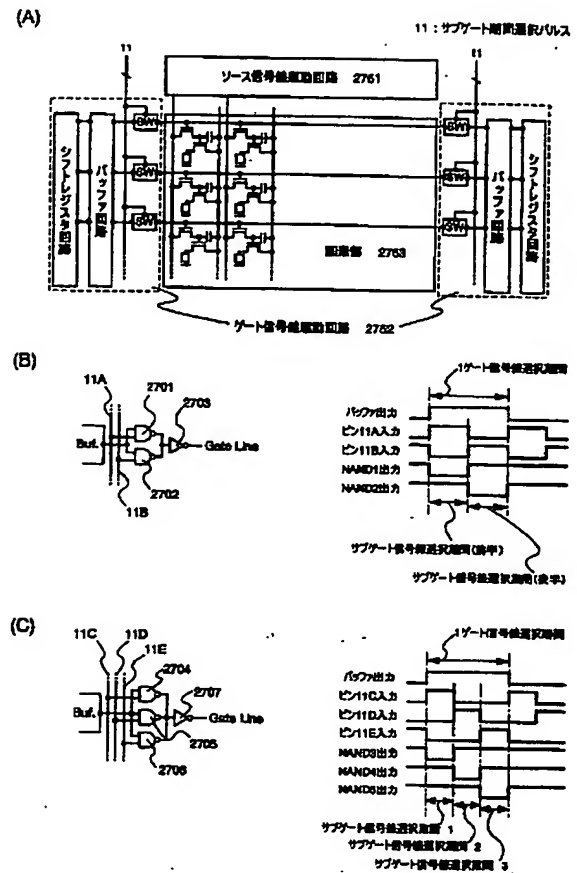 (A)
11 : サブゲート期間選択パルス
11
11
ソース信号線駆動回路 2761
SW
SW
SW
SW
SW
SW
シフトレジスタ回路
バッファ回路
バッファ回路
シフトレジスタ回路
画素部 2763
ゲート信号線駆動回路 2762
(B)
11A
2701
2703
Buf.
Gate Line
2702
11B
1ゲート信号線選択期間
バッファ出力
ピン11A入力
ピン11B入力
NAND1出力
NAND2出力
サブゲート信号線選択期間(前半)
サブゲート信号線選択期間(後半)
(C)
11C
11D
11E
2704
2707
Buf.
Gate Line
2705
2706
1ゲート信号線選択期間
バッファ出力
ピン11C入力
ピン11D入力
ピン11E入力
NAND3出力
NAND4出力
NAND5出力
サブゲート信号線選択期間 1
サブゲート信号線選択期間 2
サブゲート信号線選択期間 3